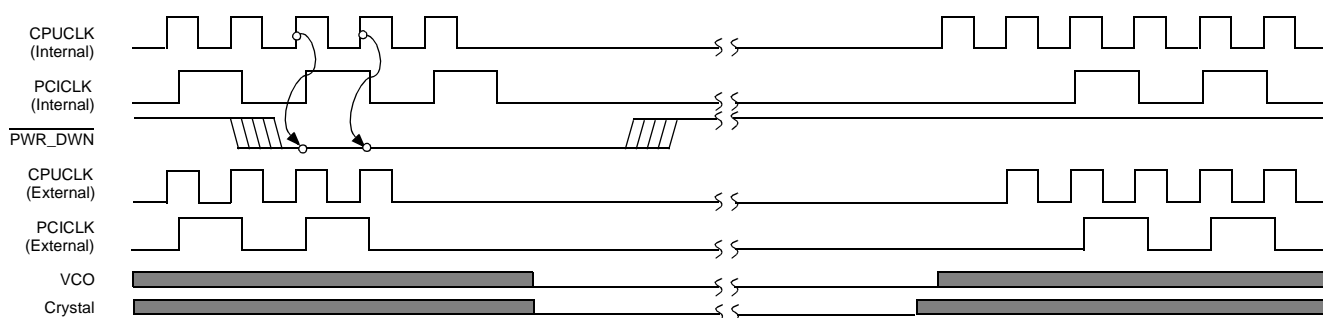 CPUCLK
(Internal)
PCICLK
(Internal)
PWR_DWN
CPUCLK
(External)
PCICLK
(External)
VCO
Crystal